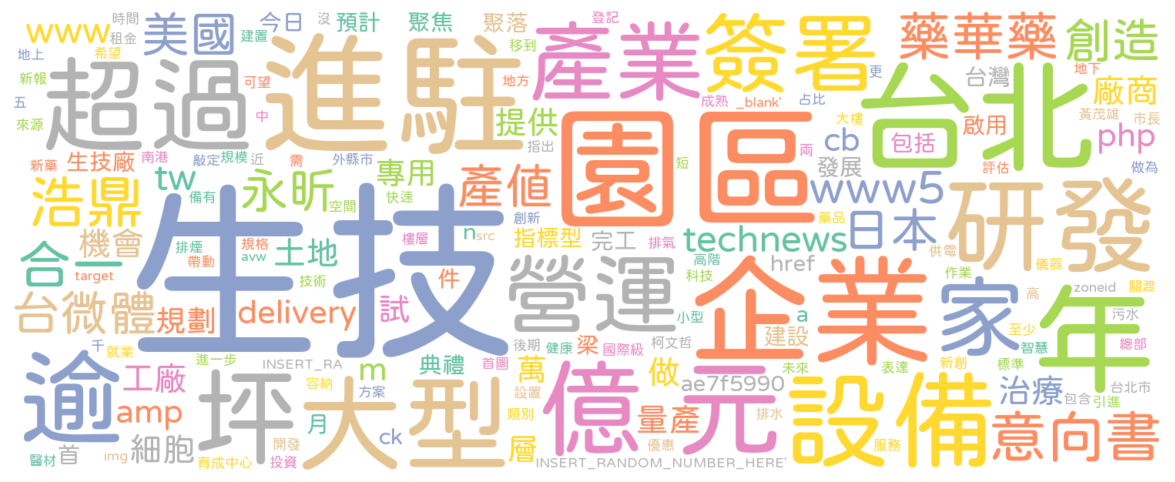 www 美國 今日 預計 聚焦 聚落 登記 產業 簽署 藥華藥 創造
時間 租金 沒 建置 移到
地上 希望 超過 進駐 地方 台灣 地下 廠商
新報 可望 成熟 _blank' 更 占比 台北 黃茂雄 市長
五 中 提供 大樓 cb 包括 啟用 php
來源 指出 兩
新藥 生技廠 南港 敲定 規模 近 需 外縣市 短 發展 評估 做為
浩鼎 tw 永昕 專用 產值 園區 www5 研發
備有 空間 快速 創新 藥品
機會 排煙 規格 土地 樓層 n src 指標型 完工 排氣 technews 日本 供電
合一 帶動 avw 高階 href 儀器 作業 關渡
target 生技 技術 件 營運 科技 企業 家 高 zoneid
台微體 規劃 delivery 試 小型 a 至少 年 污水
千 就業 後期 健康 梁 國際級 柯文哲 建設 智慧 總部
逾 進一步 INSERT_RA m 典禮 首圖 未來 表達 新創 標準 台北市
工廠 坪 容納 方案 大型 設置 萬 億元 做 ae7f5990 設備 治療 包含 引進
amp 月 類別 量產 排水
首 細胞 開發 ck 層 優惠 服務 意向書
醫材 img 育成中心 投資 INSERT_RANDOM_NUMBER_HERE'